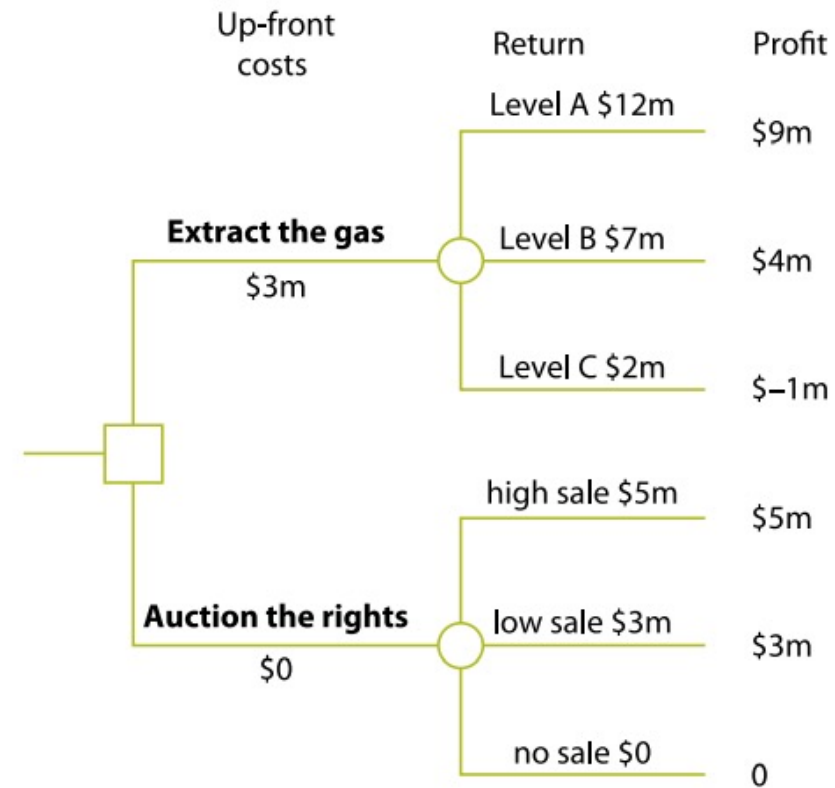 Up-front
costs
Return
Profit
Level A $12m
$9m
Extract the gas
$3m
Level B $7m
$4m
Level C $2m
$–1m
high sale $5m
$5m
Auction the rights
$0
low sale $3m
$3m
no sale $0
0